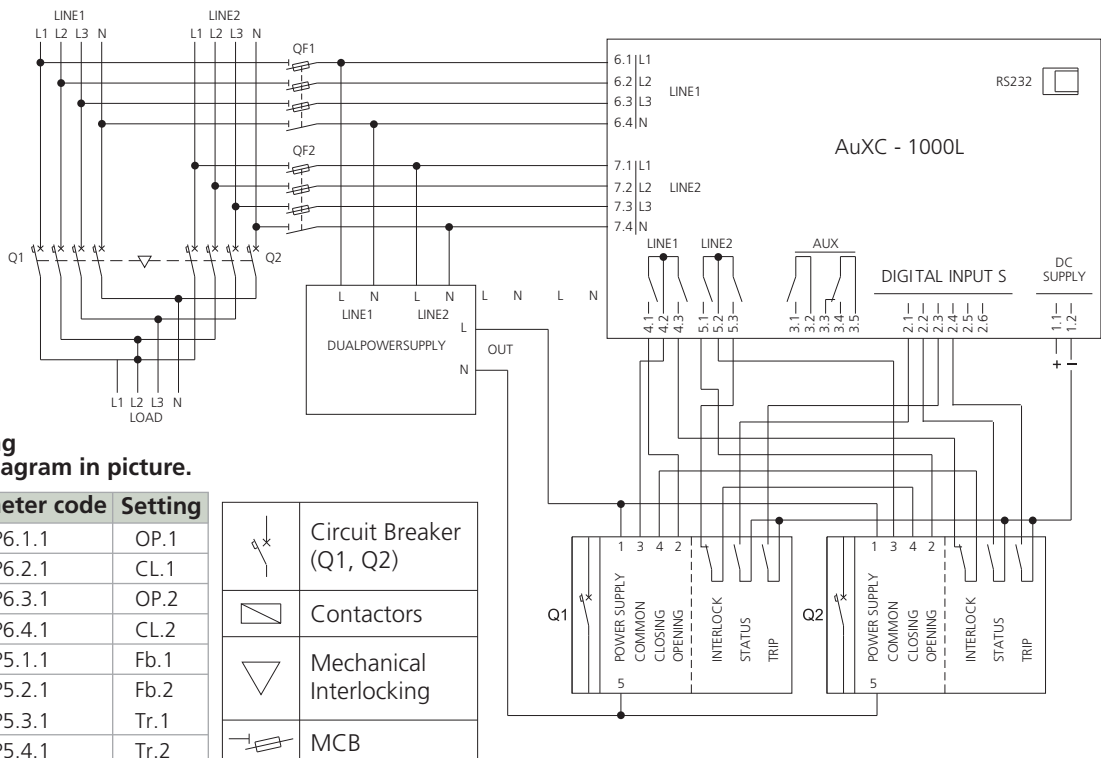 LINE1 LINE2
L1 L2 L3 N L1 L2 L3 N
QF1
6.1 L1
6.2 L2
6.3 L3
6.4 N
LINE1
RS232
AuXC - 1000L
QF2
7.1 L1
7.2 L2
7.3 L3
7.4 N
LINE2
Q1 Q2
LINE1 LINE2 AUX
DIGITAL INPUT S
DC
SUPPLY
4.1 4.2 4.3 5.1 5.2 5.3 3.1 3.2 3.3 3.4 3.5 2.1 2.2 2.3 2.4 2.5 2.6 1.1 1.2
+ −
L N L N L N L N
LINE1 LINE2
L
DUALPOWERSUPPLY OUT
N
L1 L2 L3 N
LOAD
g
agram in picture.
eter code Setting
P6.1.1 OP.1
P6.2.1 CL.1
P6.3.1 OP.2
P6.4.1 CL.2
P5.1.1 Fb.1
P5.2.1 Fb.2
P5.3.1 Tr.1
P5.4.1 Tr.2
Circuit Breaker
(Q1, Q2)
Contactors
Mechanical
Interlocking
MCB
Q1
1 3 4 2
POWER SUPPLY
COMMON
CLOSING
OPENING
INTERLOCK
STATUS
TRIP
5
Q2
1 3 4 2
POWER SUPPLY
COMMON
CLOSING
OPENING
INTERLOCK
STATUS
TRIP
5